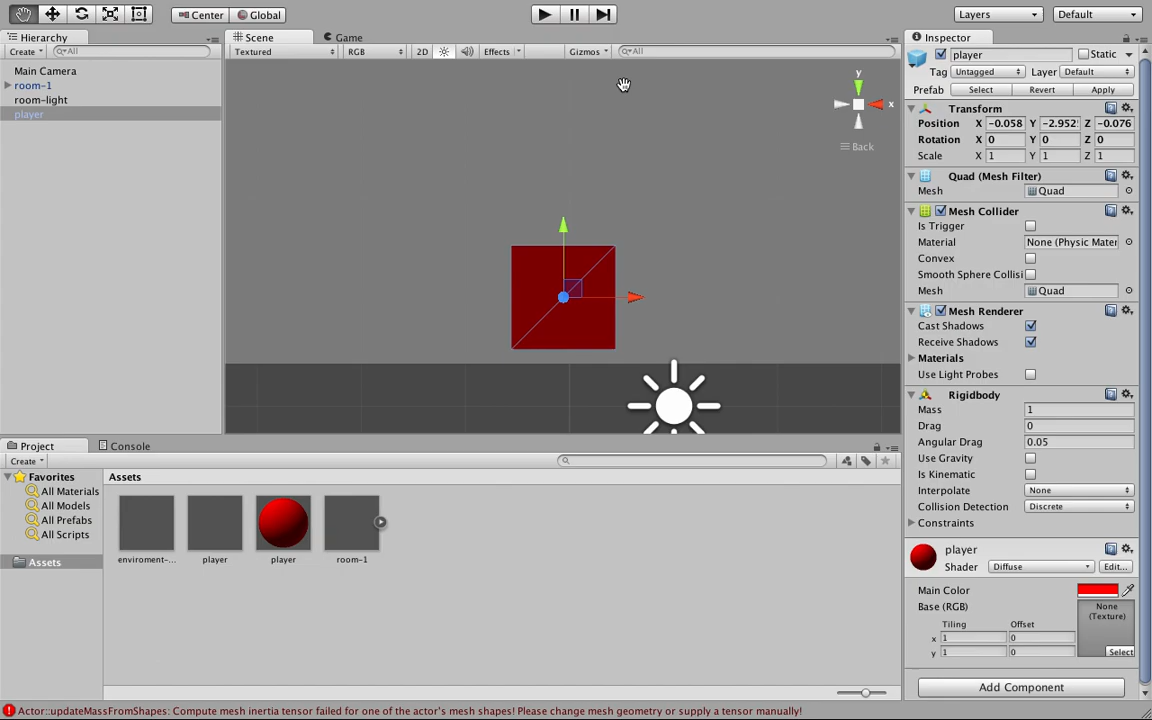 Center Global
Layers Default
Hierarchy
Create All
Main Camera
room-1
room-light
player
Scene Game
Textured RGB 2D Effects Gizmos All
y
x
Back
Inspector
player Static
Tag Untagged Layer Default
Prefab Select Revert Apply
Transform
Position X -0.058 Y -2.952 Z -0.076
Rotation X 0 Y 0 Z 0
Scale X 1 Y 1 Z 1
Quad (Mesh Filter)
Mesh Quad
Mesh Collider
Is Trigger
Material None (Physic Mater
Convex
Smooth Sphere Collisi
Mesh Quad
Mesh Renderer
Cast Shadows
Receive Shadows
Materials
Use Light Probes
Rigidbody
Mass 1
Drag 0
Angular Drag 0.05
Use Gravity
Is Kinematic
Interpolate None
Collision Detection Discrete
Constraints
player
Shader Diffuse Edit...
Main Color
Base (RGB)
None
(Texture)
Tiling Offset
x 1 0
y 1 0
Select
Add Component
Project Console
Create
Favorites
All Materials
All Models
All Prefabs
All Scripts
Assets
Assets
enviroment-... player player room-1
Actor::updateMassFromShapes: Compute mesh inertia tensor failed for one of the actor's mesh shapes! Please change mesh geometry or supply a tensor manually!